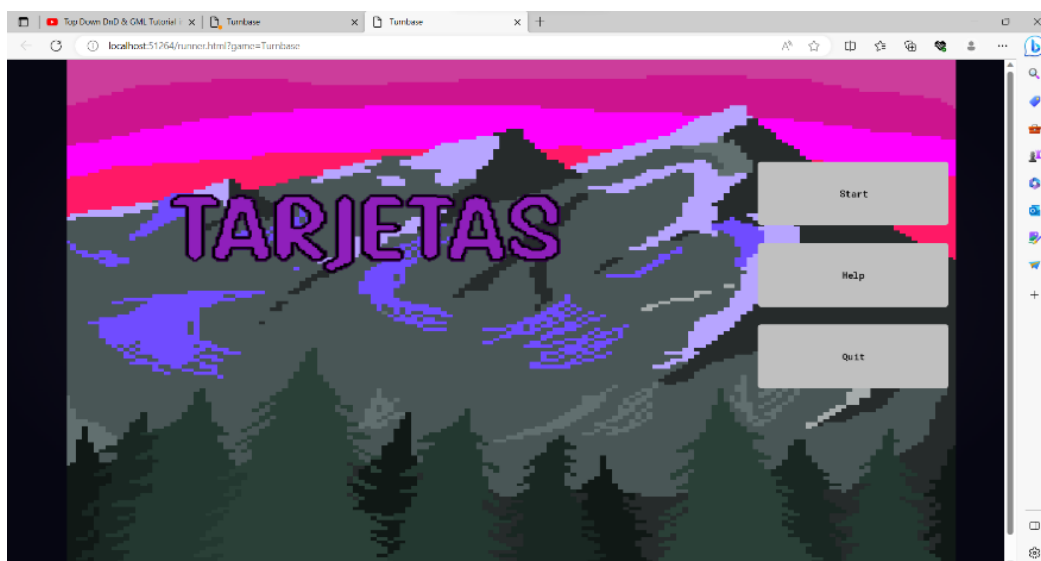 Top Down DnD & GML Tutorial
Turnbase
Turnbase
localhost:51264/runner.html?game=Turnbase
TARJETAS
Start
Help
Quit